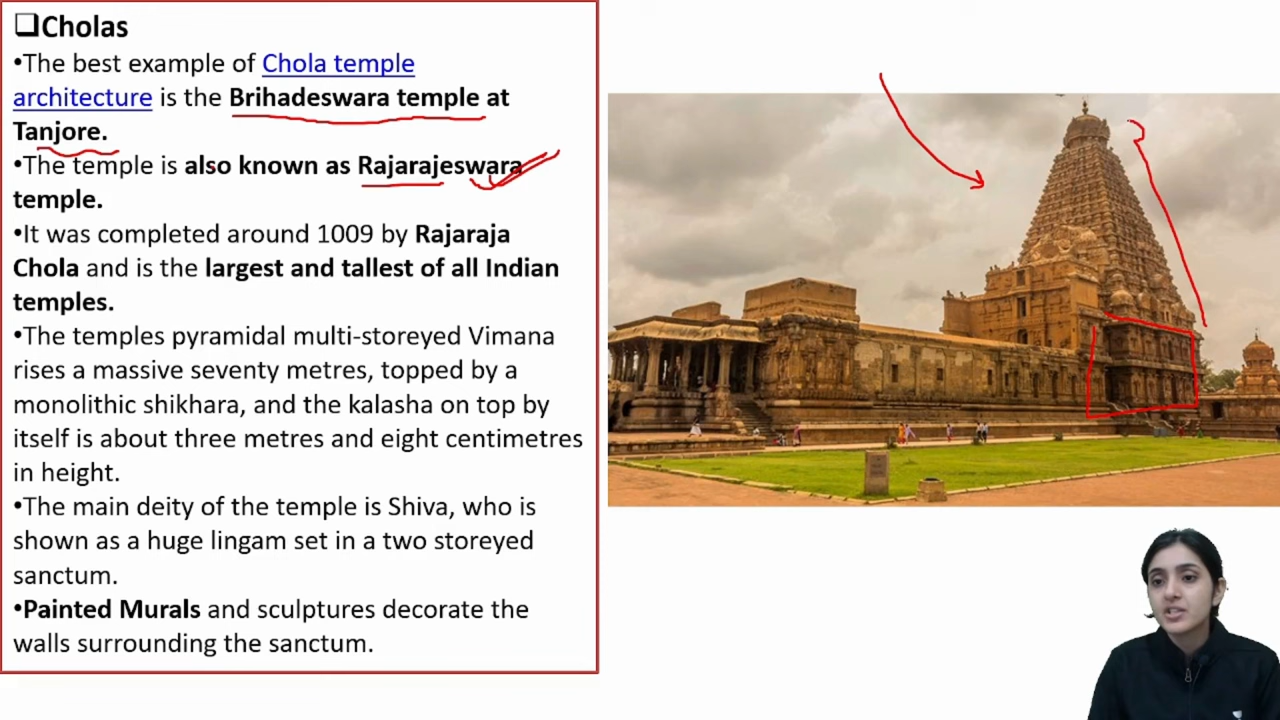 ❑Cholas
•The best example of Chola temple
architecture is the Brihadeswara temple at
Tanjore.
•The temple is also known as Rajarajeswara
temple.
•It was completed around 1009 by Rajaraja
Chola and is the largest and tallest of all Indian
temples.
•The temples pyramidal multi-storeyed Vimana
rises a massive seventy metres, topped by a
monolithic shikhara, and the kalasha on top by
itself is about three metres and eight centimetres
in height.
•The main deity of the temple is Shiva, who is
shown as a huge lingam set in a two storeyed
sanctum.
•Painted Murals and sculptures decorate the
walls surrounding the sanctum.